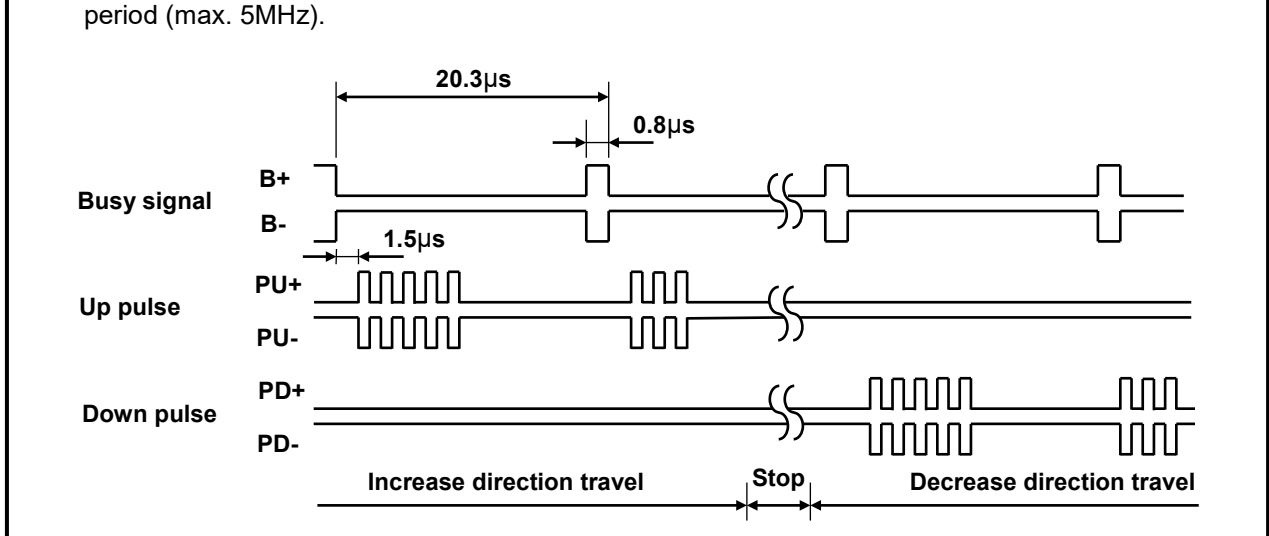 period (max. 5MHz).
20.3µs
0.8µs
Busy signal
B+
B-
1.5µs
Up pulse
PU+
PU-
Down pulse
PD+
PD-
Increase direction travel
Stop
Decrease direction travel